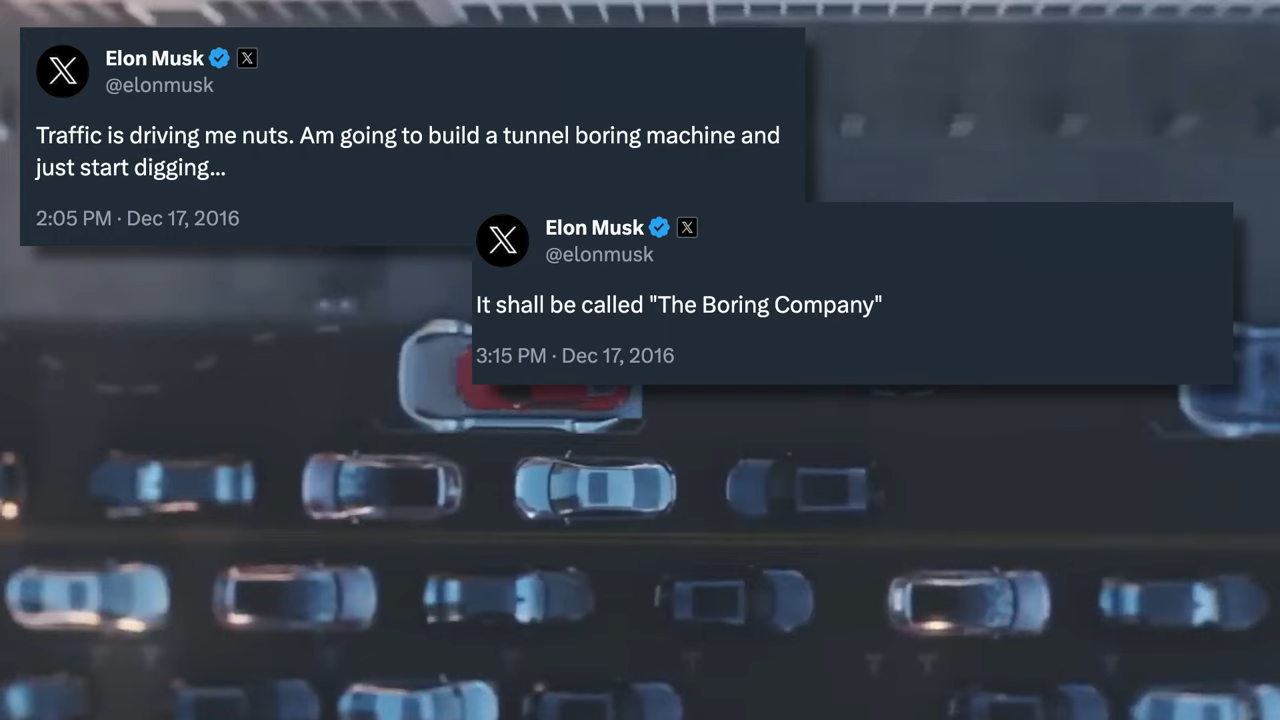 Elon Musk
@elonmusk
Traffic is driving me nuts. Am going to build a tunnel boring machine and
just start digging...
2:05 PM · Dec 17, 2016
Elon Musk
@elonmusk
It shall be called "The Boring Company"
3:15 PM · Dec 17, 2016